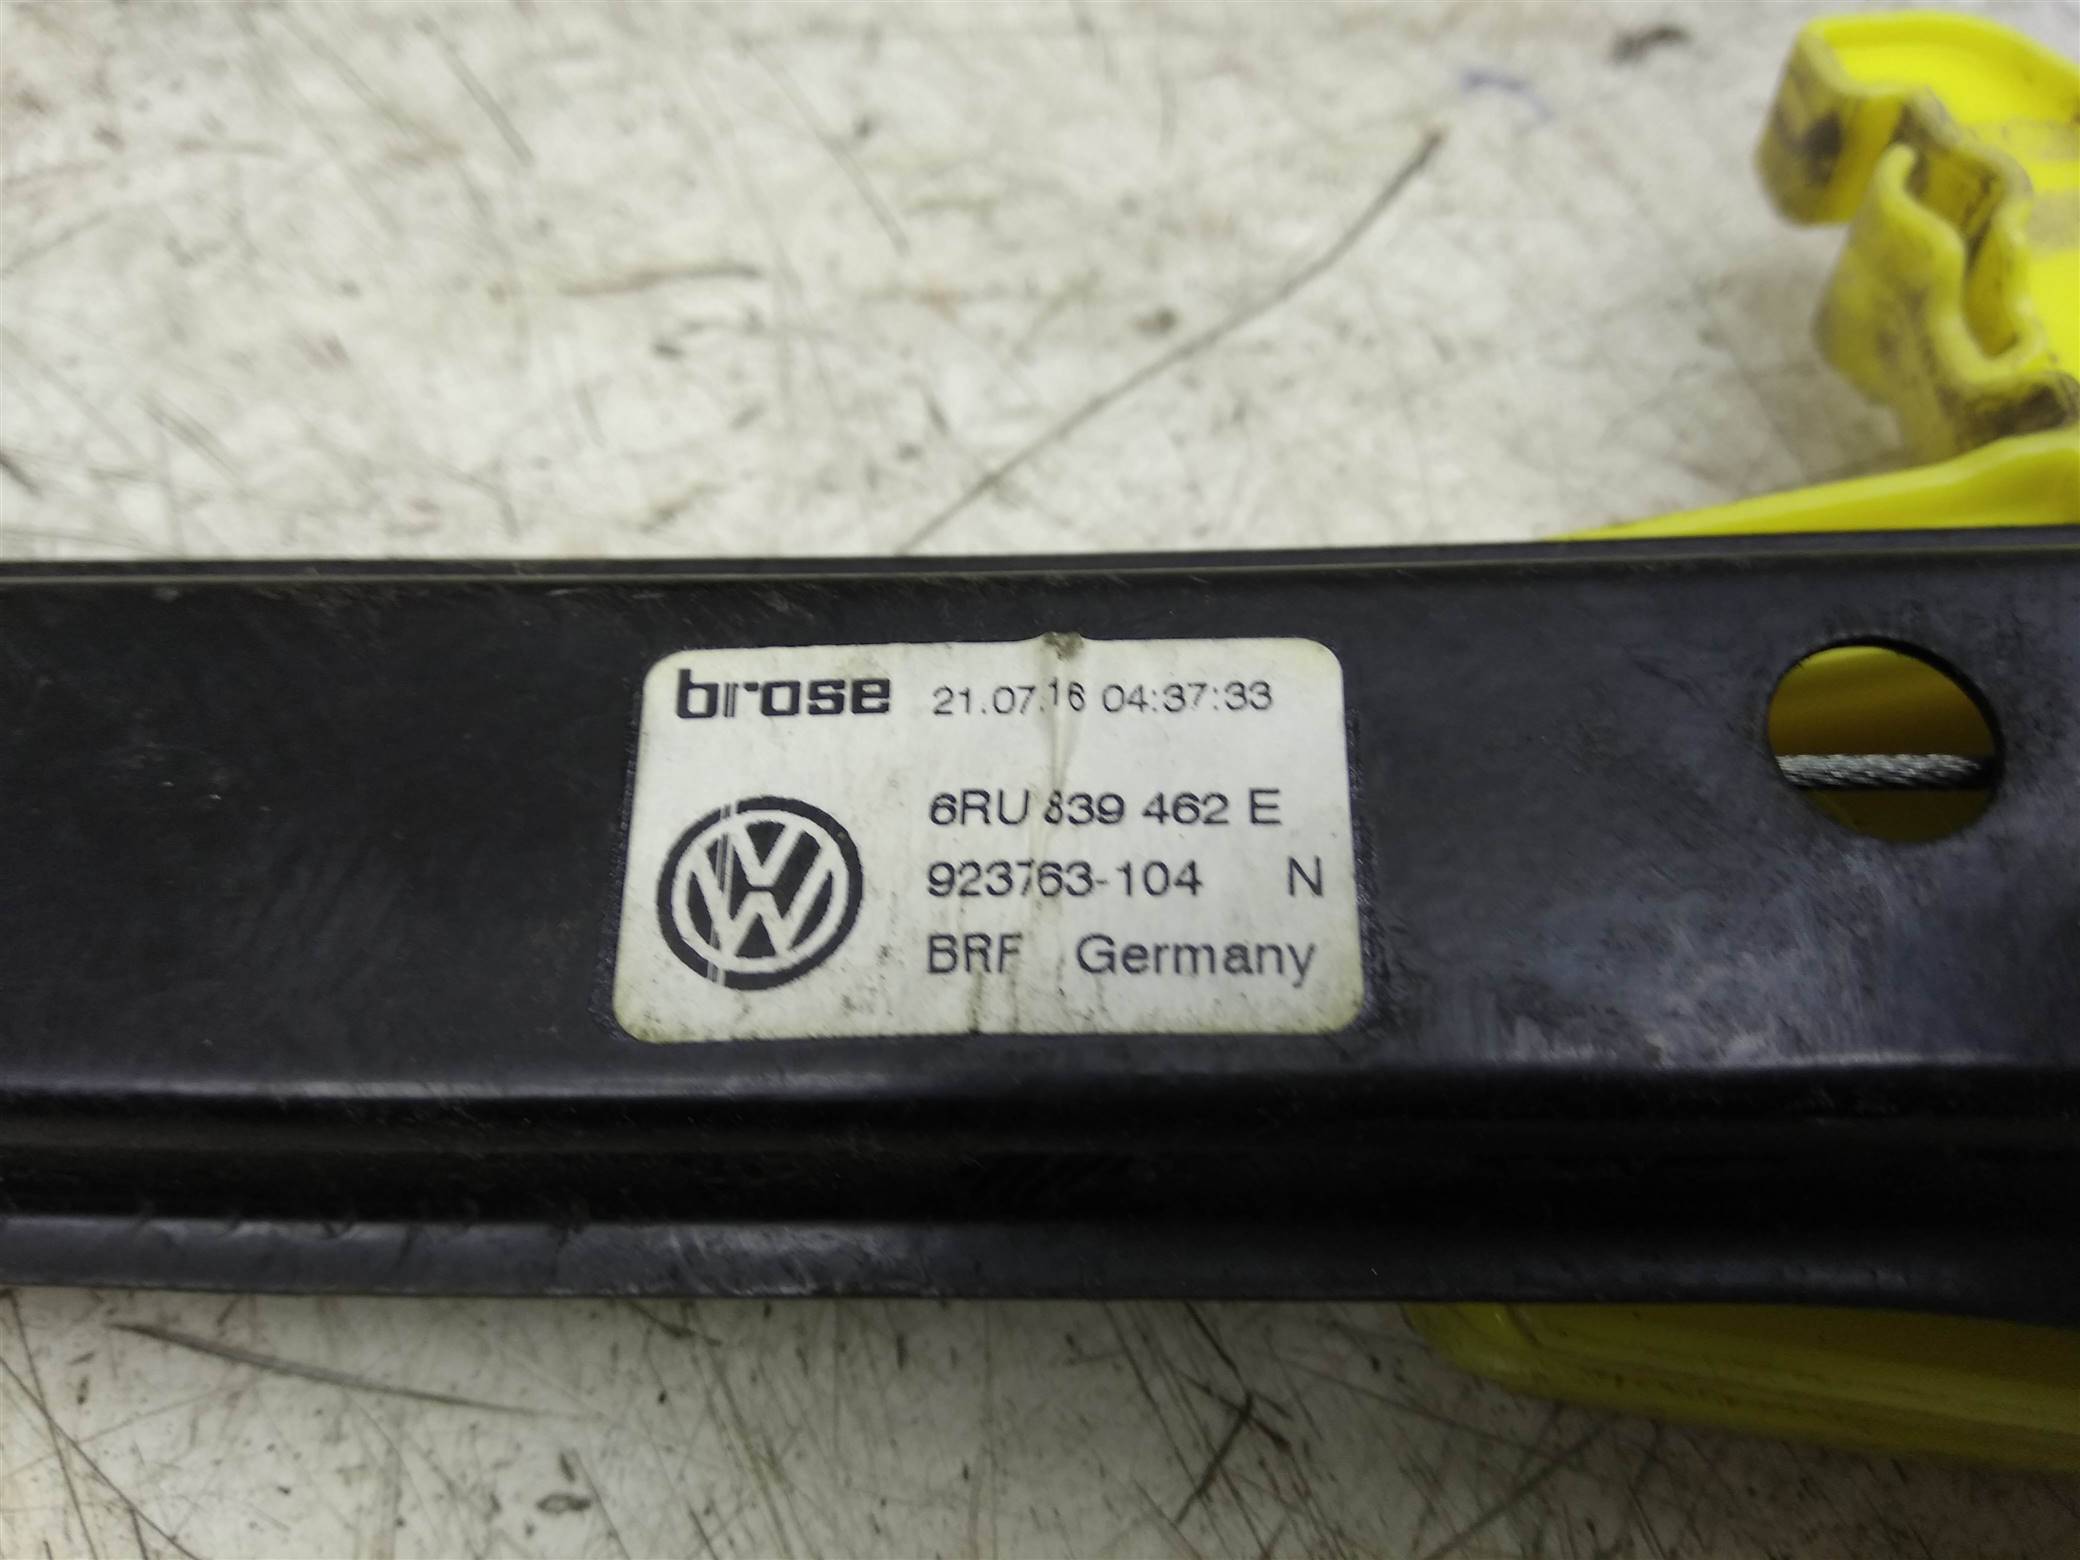 brose 21.07.16 04:37:33
6RU 839 462 E
923763-104 N
BRF Germany